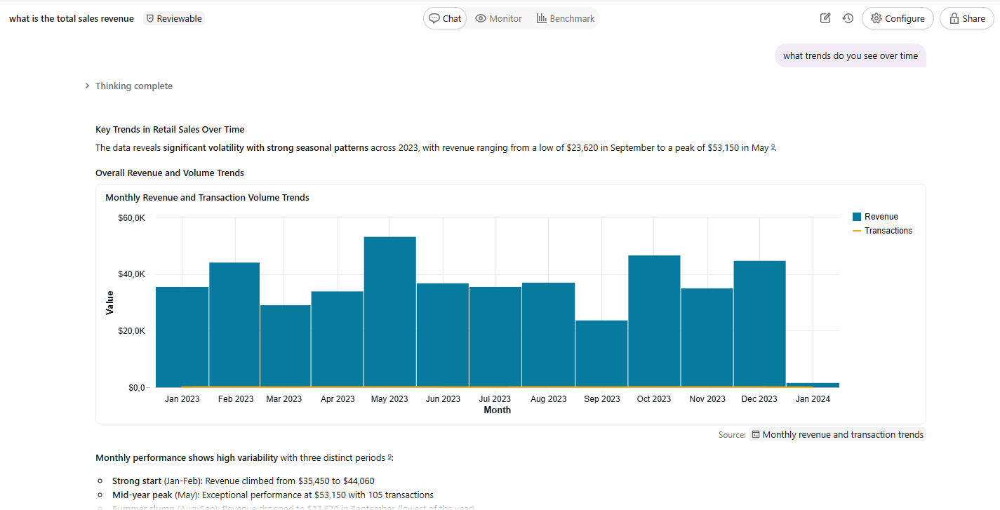 what is the total sales revenue Reviewable Chat Monitor Benchmark Configure Share
what trends do you see over time
Thinking complete
Key Trends in Retail Sales Over Time
The data reveals significant volatility with strong seasonal patterns across 2023, with revenue ranging from a low of $23,620 in September to a peak of $53,150 in May 9.
Overall Revenue and Volume Trends
Monthly Revenue and Transaction Volume Trends
$60,0K
$40,0K
$20,0K
$0,0
Value
Revenue
Transactions
Jan 2023 Feb 2023 Mar 2023 Apr 2023 May 2023 Jun 2023 Jul 2023 Aug 2023 Sep 2023 Oct 2023 Nov 2023 Dec 2023 Jan 2024
Month
Source: Monthly revenue and transaction trends
Monthly performance shows high variability with three distinct periods 9:
Strong start (Jan-Feb): Revenue climbed from $35,450 to $44,060
Mid-year peak (May): Exceptional performance at $53,150 with 105 transactions
Summer slump (Aug-Sep): Revenue dropped to $23,620 in September (lowest of the year)